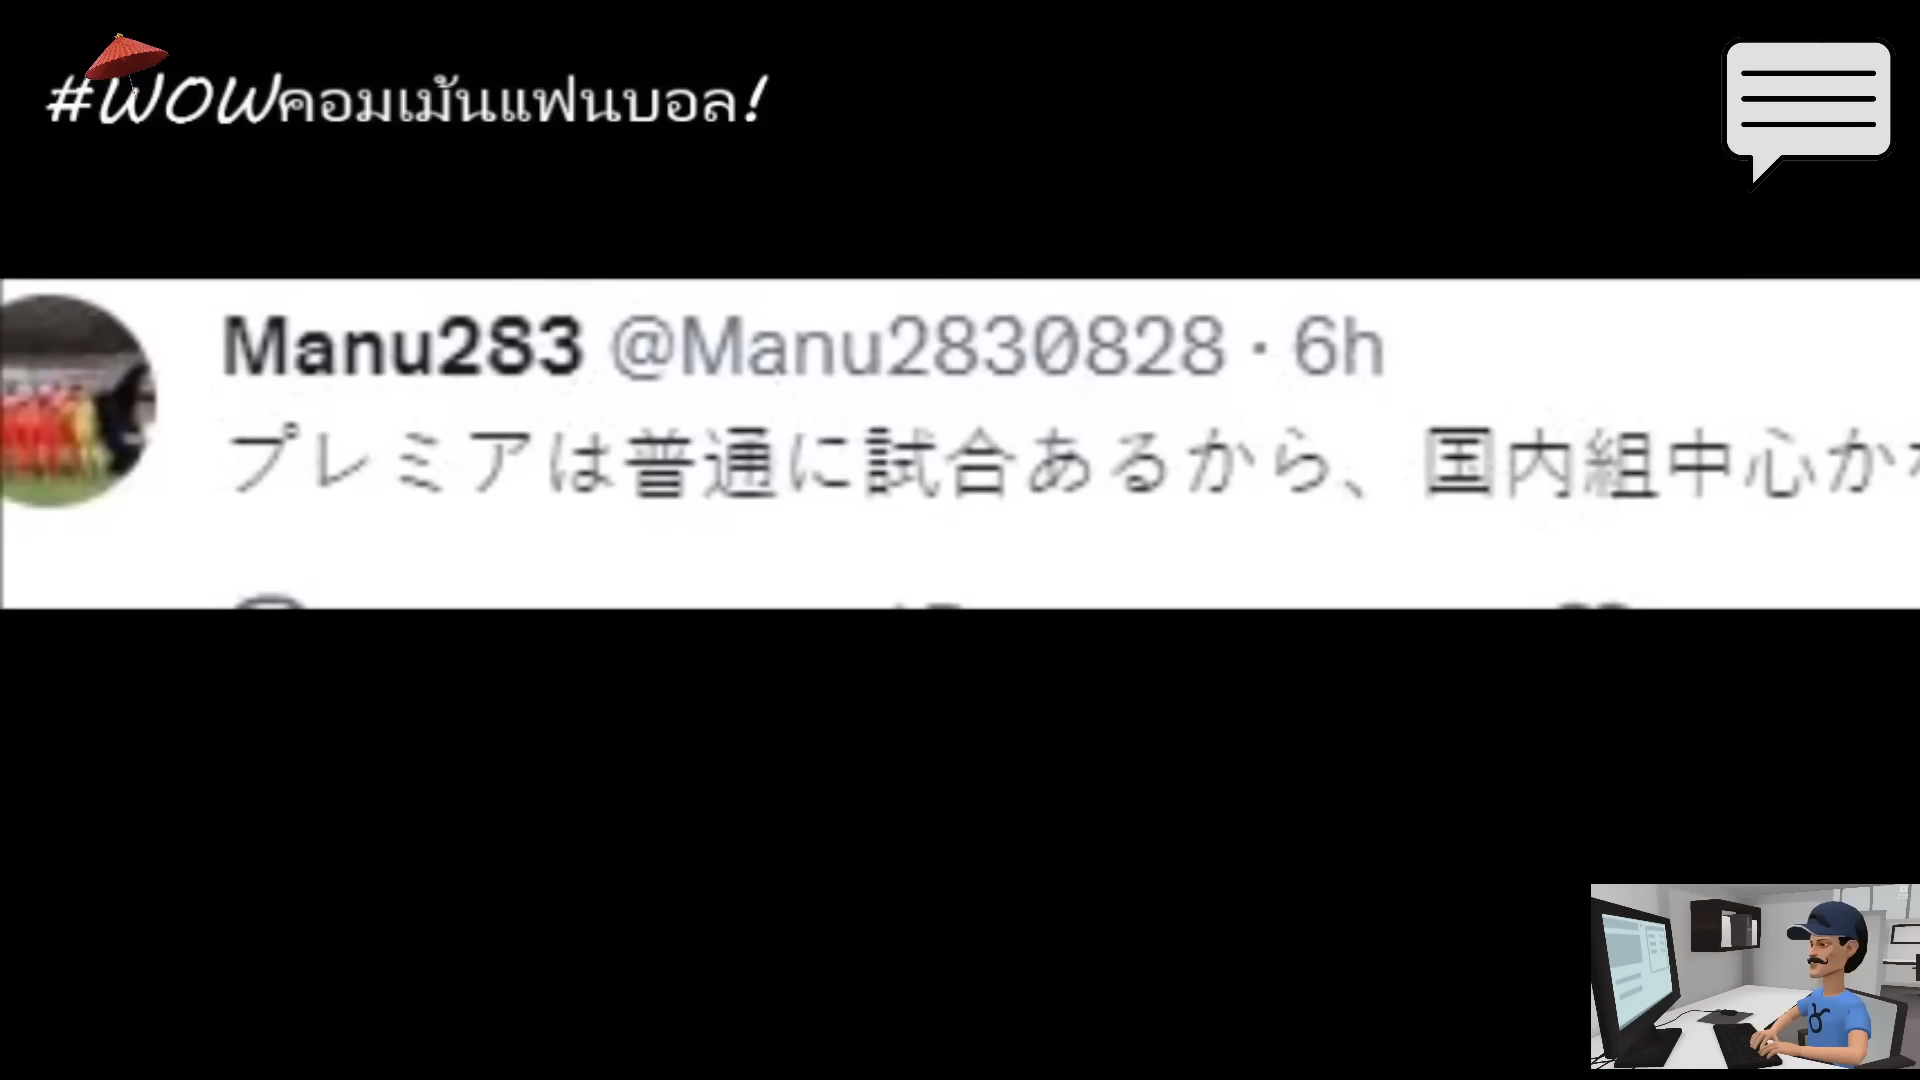 #WOWคอมเม้นแฟนบอล!
Manu283 @Manu2830828 · 6h
プレミアは普通に試合あるから、国内組中心か